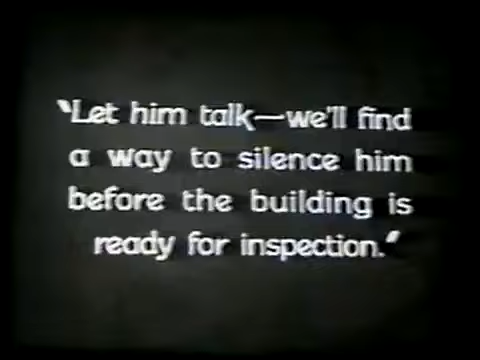 "Let him talk—we'll find
a way to silence him
before the building is
ready for inspection."